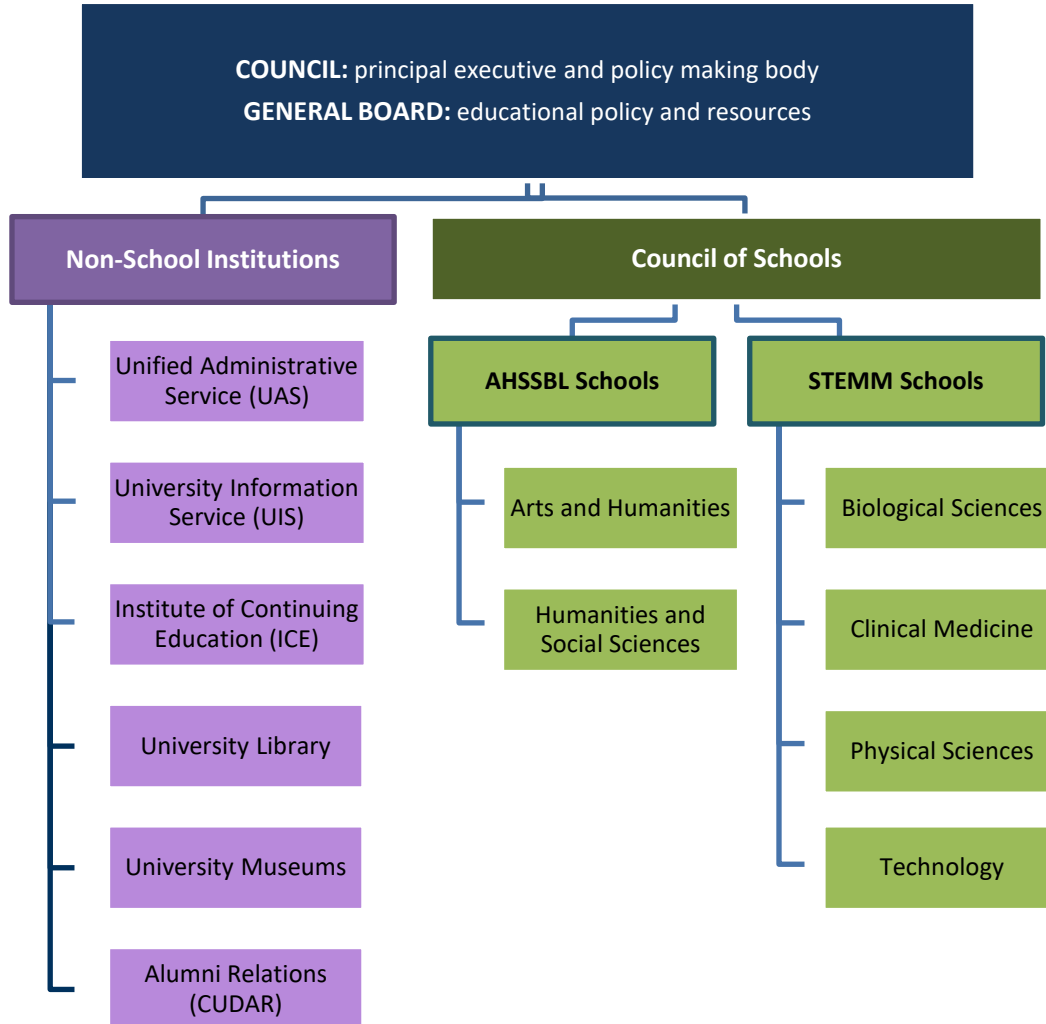 COUNCIL: principal executive and policy making body
GENERAL BOARD: educational policy and resources
Non-School Institutions
Unified Administrative
Service (UAS)
University Information
Service (UIS)
Institute of Continuing
Education (ICE)
University Library
University Museums
Alumni Relations
(CUDAR)
Council of Schools
AHSSBL Schools
Arts and Humanities
Humanities and
Social Sciences
STEMM Schools
Biological Sciences
Clinical Medicine
Physical Sciences
Technology